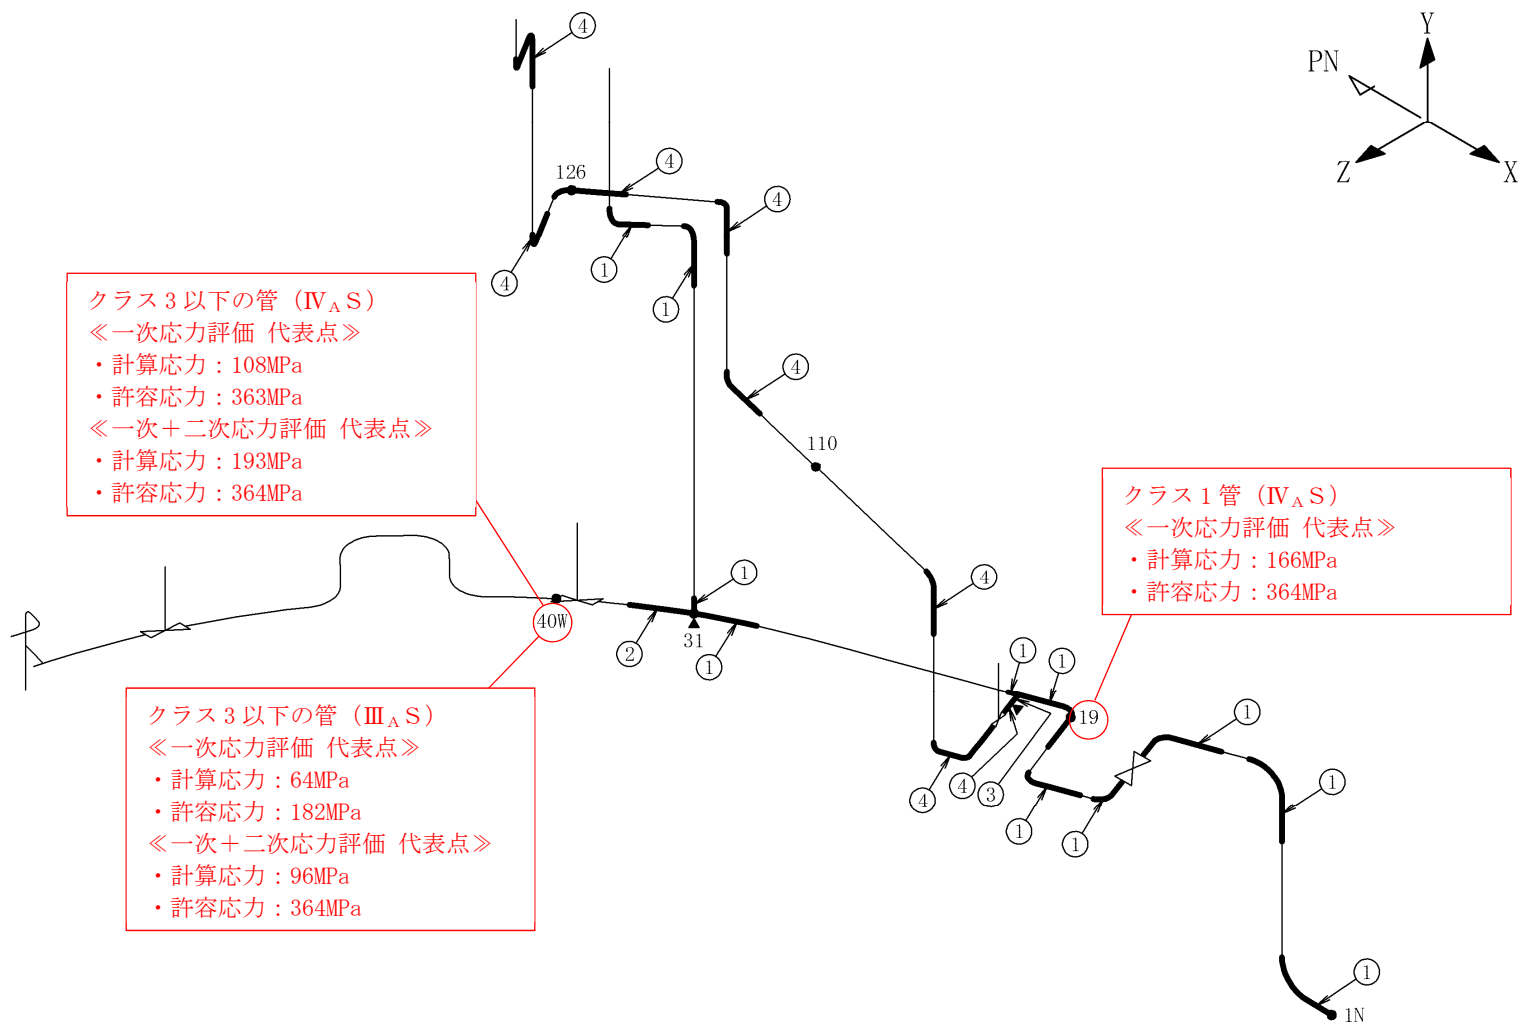 ④
Y
PN
Z
X
126
④
④
④
①
①
クラス3以下の管（ⅣAS）
≪一次応力評価 代表点≫
・計算応力：108MPa
・許容応力：363MPa
≪一次＋二次応力評価 代表点≫
・計算応力：193MPa
・許容応力：364MPa
④
110
クラス1管（ⅣAS）
≪一次応力評価 代表点≫
・計算応力：166MPa
・許容応力：364MPa
①
④
40W
31
②
①
①
①
19
①
クラス3以下の管（ⅢAS）
≪一次応力評価 代表点≫
・計算応力：64MPa
・許容応力：182MPa
≪一次＋二次応力評価 代表点≫
・計算応力：96MPa
・許容応力：364MPa
④
④
③
①
①
①
①
1N